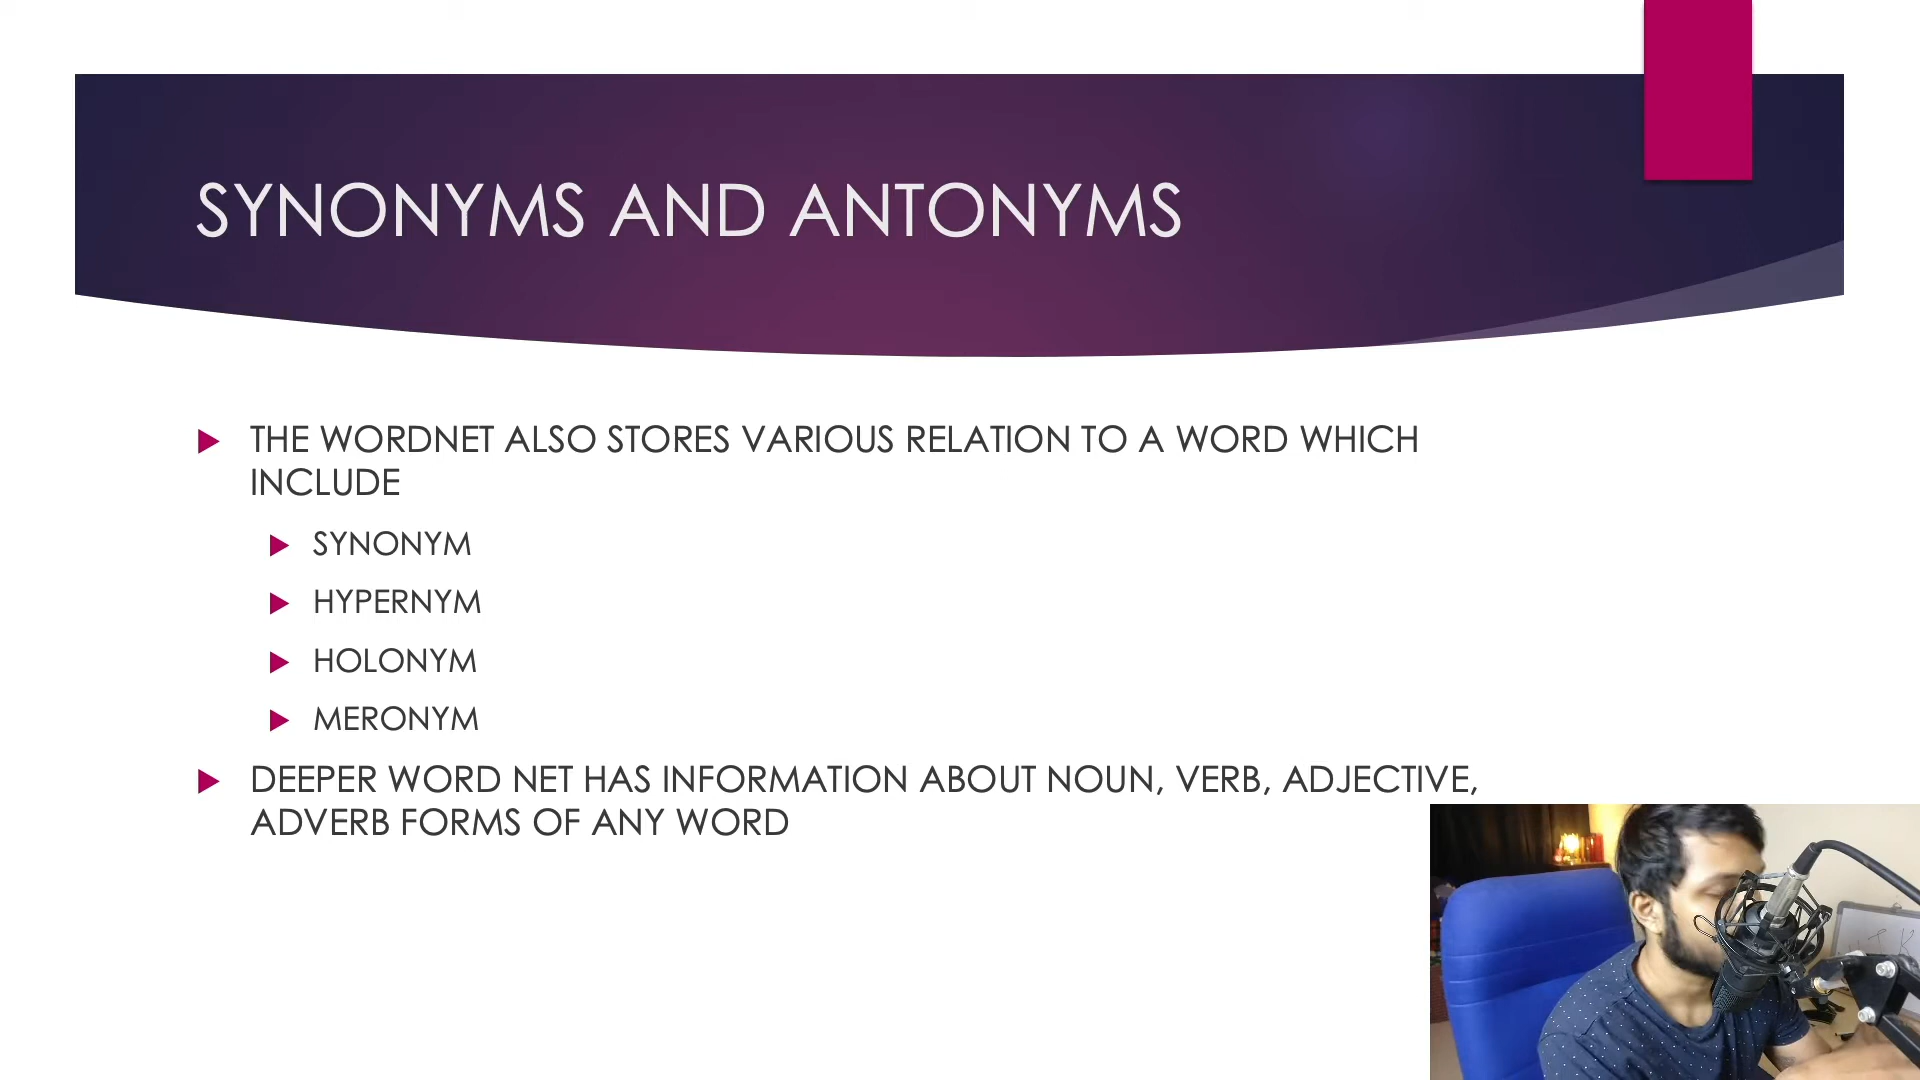 SYNONYMS AND ANTONYMS
THE WORDNET ALSO STORES VARIOUS RELATION TO A WORD WHICH
INCLUDE
SYNONYM
HYPERNYM
HOLONYM
MERONYM
DEEPER WORD NET HAS INFORMATION ABOUT NOUN, VERB, ADJECTIVE,
ADVERB FORMS OF ANY WORD